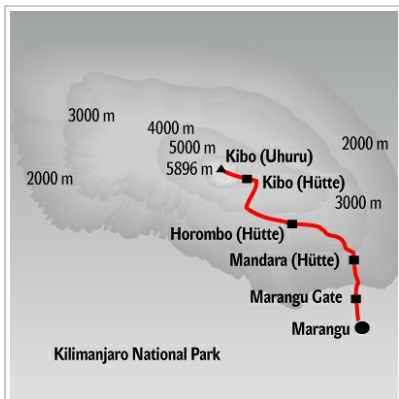 3000 m
4000 m
5000 m
2000 m
Kibo (Uhuru)
5896 m
2000 m
Kibo (Hütte)
3000 m
Horombo (Hütte)
Mandara (Hütte)
Marangu Gate
Marangu
Kilimanjaro National Park